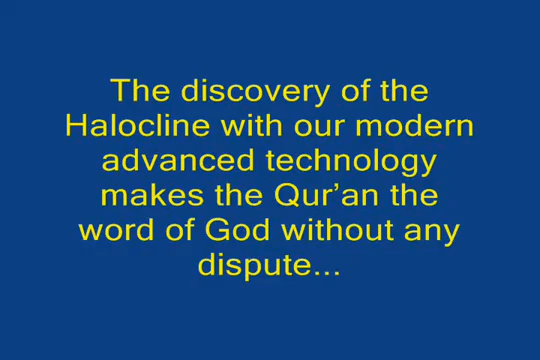 The discovery of the
Halocline with our modern
advanced technology
makes the Qur’an the
word of God without any
dispute...